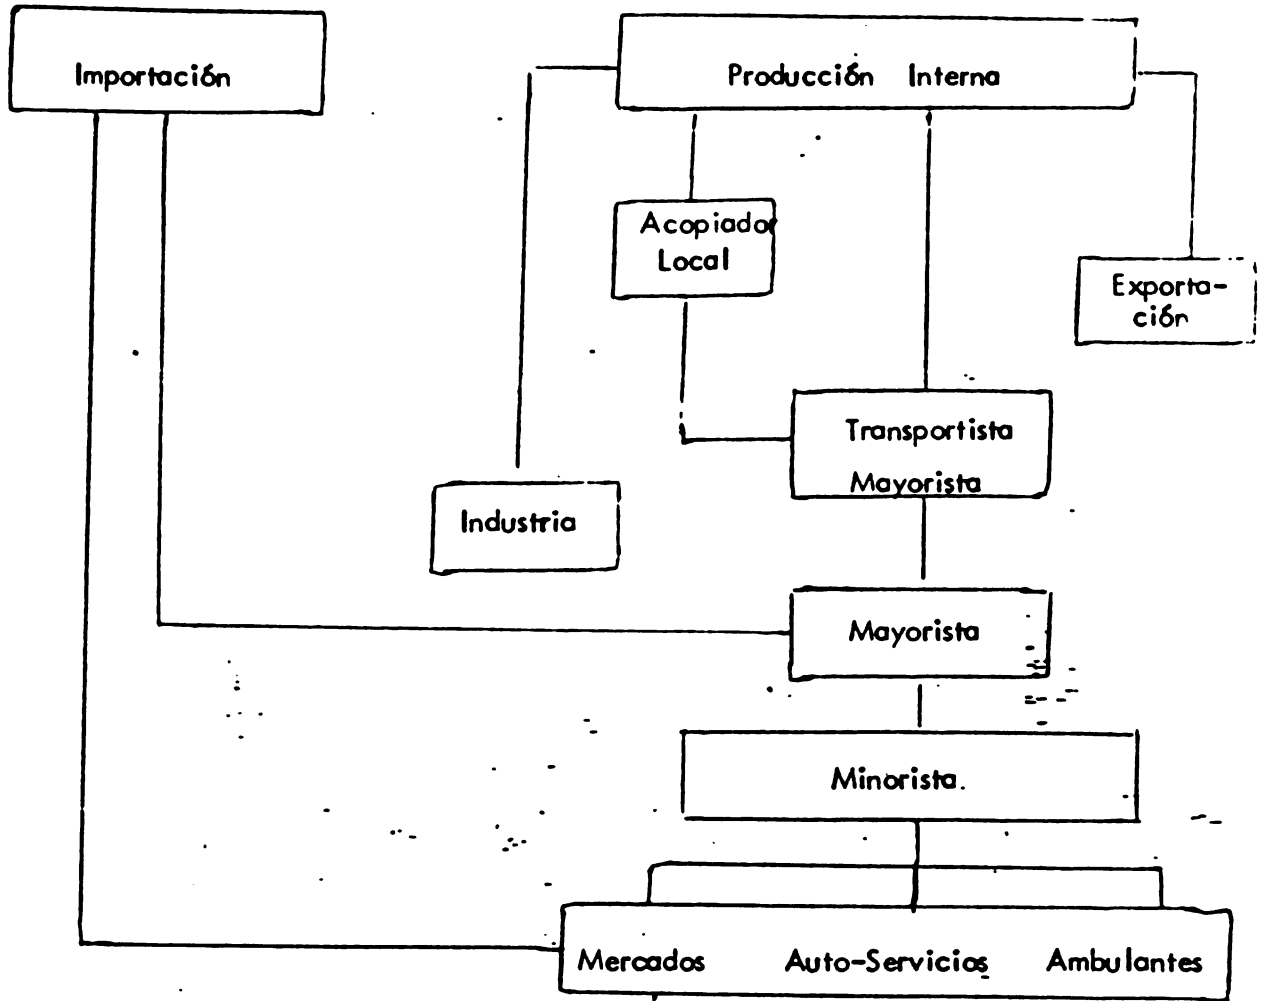 Importación
Producción Interna
Acopiador
Local
Exporta-
ción
Transportista
Mayorista
Industria
Mayorista
Minorista.
Mercados Auto-Servicios Ambulantes